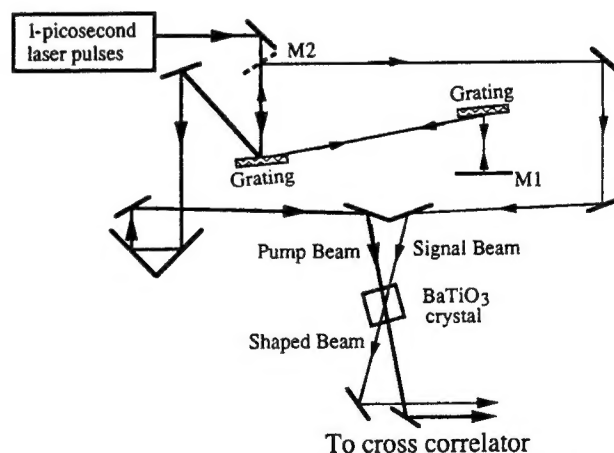 1-picosecond
laser pulses
M2
Grating
Grating
M1
Pump Beam
Signal Beam
BaTiO3
crystal
Shaped Beam
To cross correlator